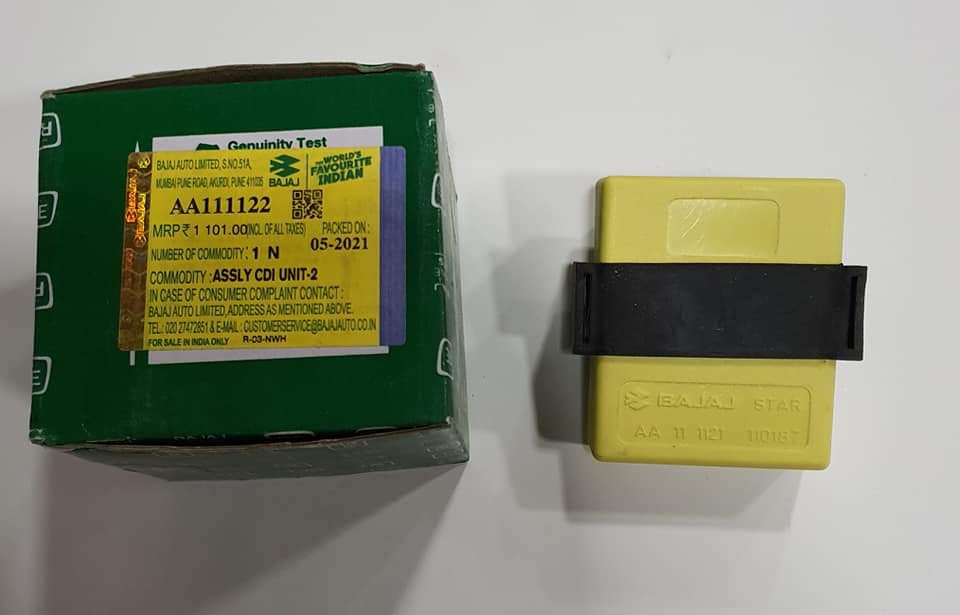 Genuinity Test
BAJAJ AUTO LIMITED, S.NO.51A,
MUMBAI PUNE ROAD, AKURDI, PUNE 411035
BAJAJ
THE WORLD'S
FAVOURITE
INDIAN
AA111122
MRP ₹ 1 101.00 (INCL. OF ALL TAXES) PACKED ON :
05-2021
NUMBER OF COMMODITY : 1 N
COMMODITY : ASSLY CDI UNIT-2
IN CASE OF CONSUMER COMPLAINT CONTACT :
BAJAJ AUTO LIMITED, ADDRESS AS MENTIONED ABOVE.
TEL.: 020 27472851 & E-MAIL : CUSTOMERSERVICE@BAJAJAUTO.CO.IN
FOR SALE IN INDIA ONLY R-03-NWH
BAJAJ STAR
AA 11 1121